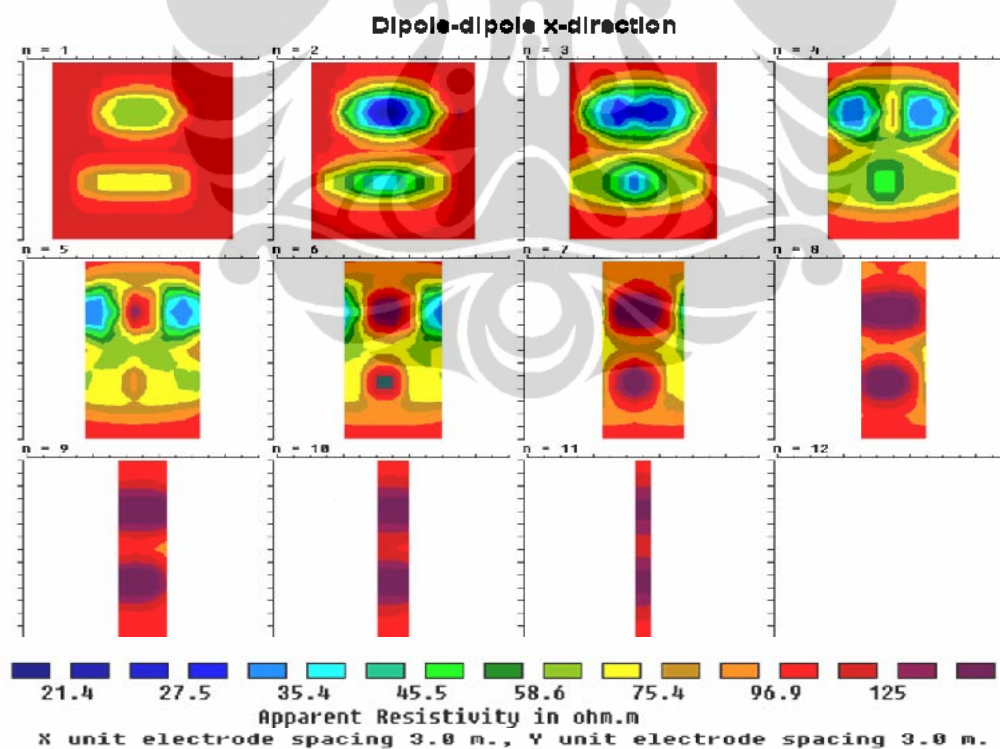 Dipole-dipole x-direction
n = 1 n = 2 n = 3 n = 4
n = 5 n = 6 n = 7 n = 8
n = 9 n = 10 n = 11 n = 12
21.4 27.5 35.4 45.5 58.6 75.4 96.9 125
Apparent Resistivity in ohm.m
X unit electrode spacing 3.0 m., Y unit electrode spacing 3.0 m.